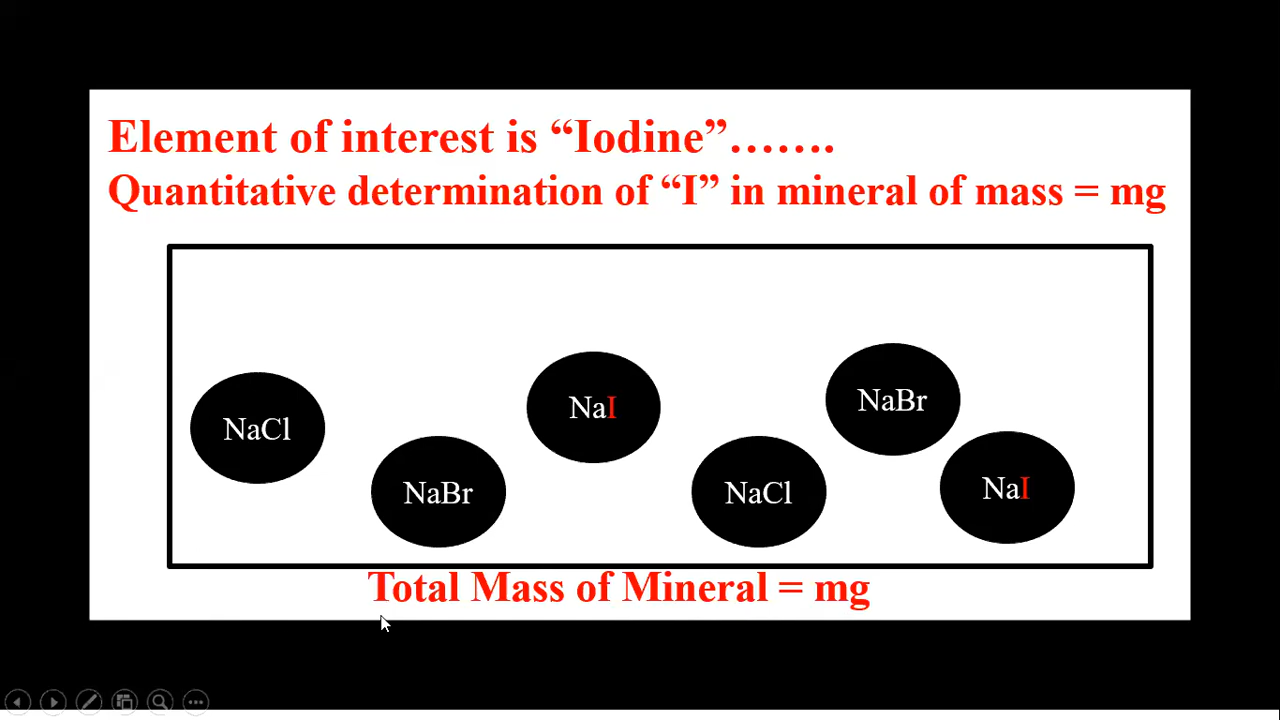 Element of interest is “Iodine”…….
Quantitative determination of “I” in mineral of mass = mg
NaCl
NaBr
NaI
NaCl
NaBr
NaI
Total Mass of Mineral = mg